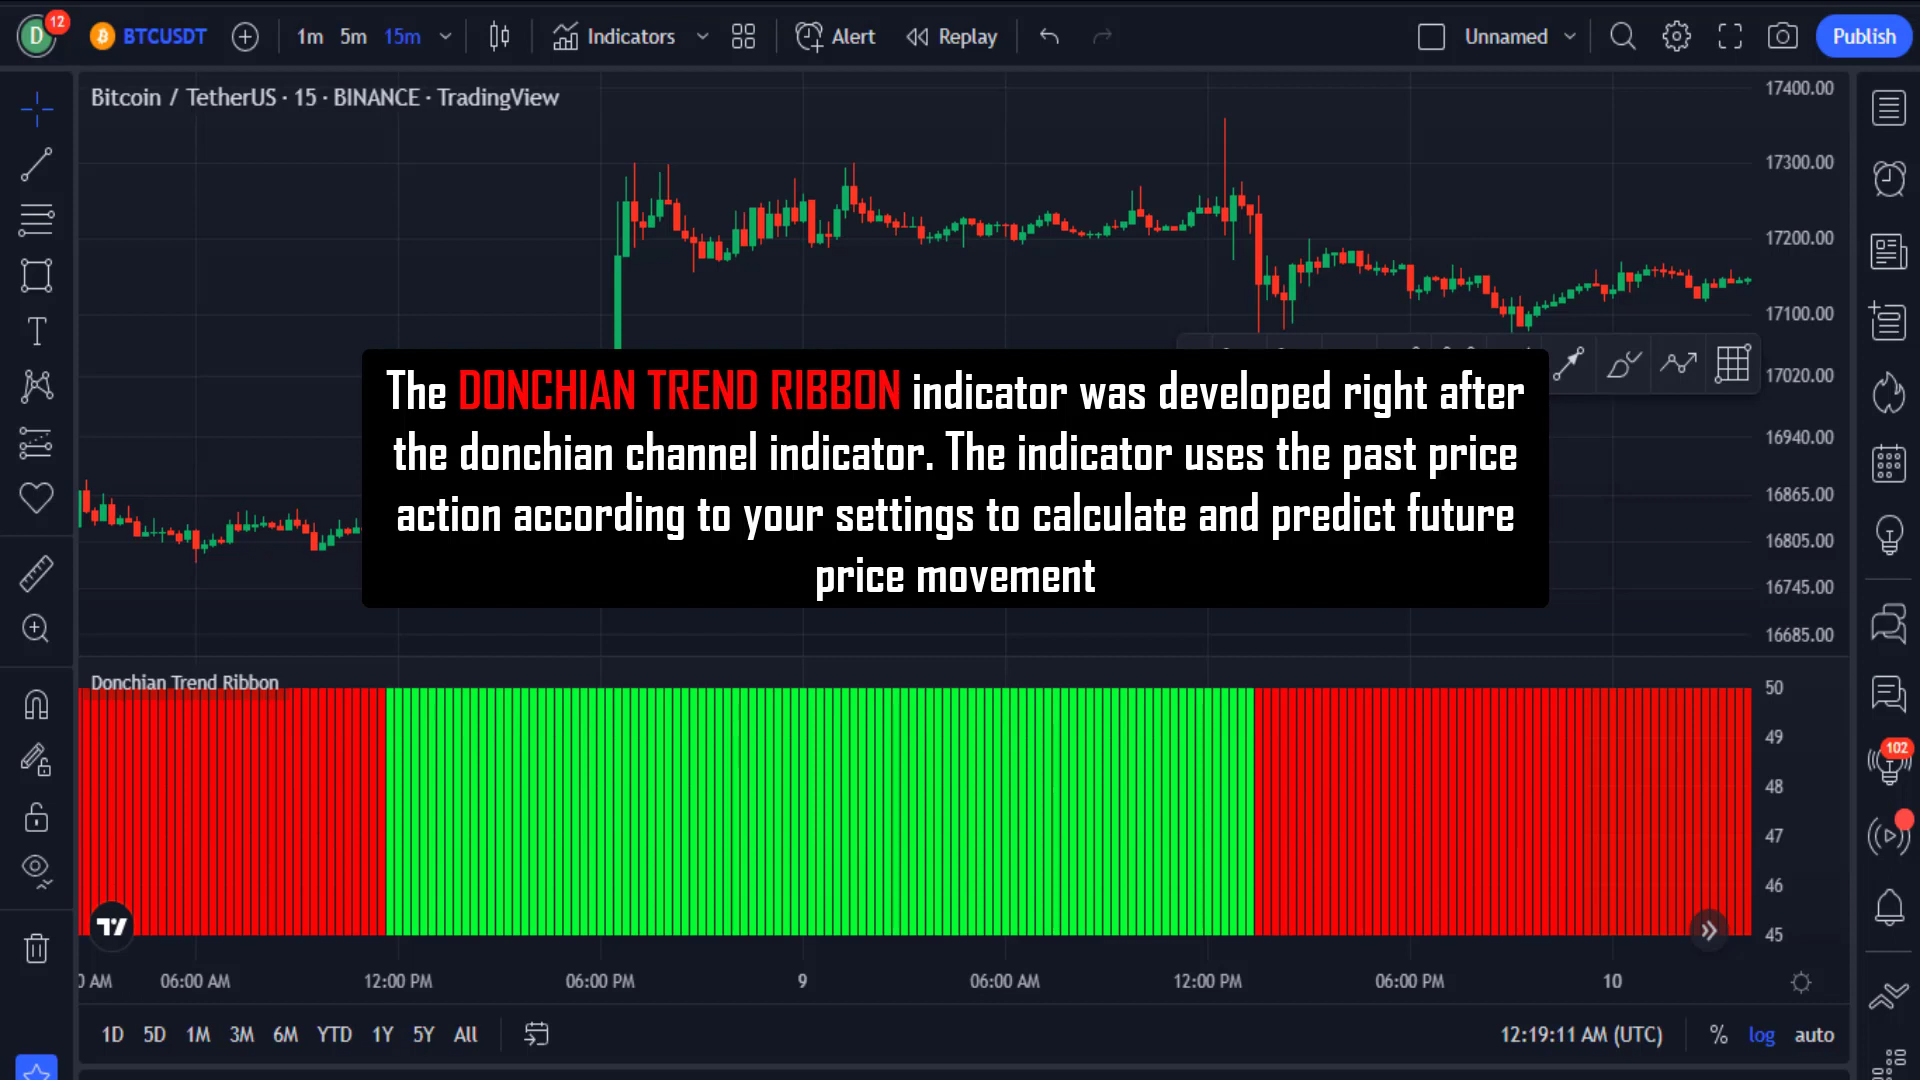 D 12 BTCUSDT 1m 5m 15m Indicators Alert Replay Unnamed Publish
Bitcoin / TetherUS · 15 · BINANCE · TradingView
17400.00
17300.00
17200.00
17100.00
17020.00
16940.00
16865.00
16805.00
16745.00
16685.00
The DONCHIAN TREND RIBBON indicator was developed right after
the donchian channel indicator. The indicator uses the past price
action according to your settings to calculate and predict future
price movement
Donchian Trend Ribbon
50
49
48
47
46
45
102
AM 06:00 AM 12:00 PM 06:00 PM 9 06:00 AM 12:00 PM 06:00 PM 10
1D 5D 1M 3M 6M YTD 1Y 5Y All 12:19:11 AM (UTC) % log auto